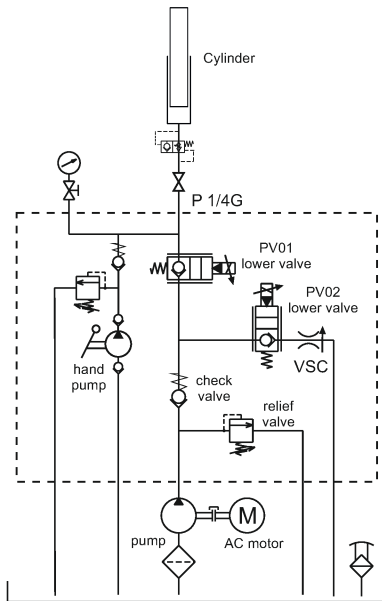 Cylinder
P 1/4G
PV01
lower valve
PV02
lower valve
VSC
hand
pump
check
valve
relief
valve
M
pump
AC motor